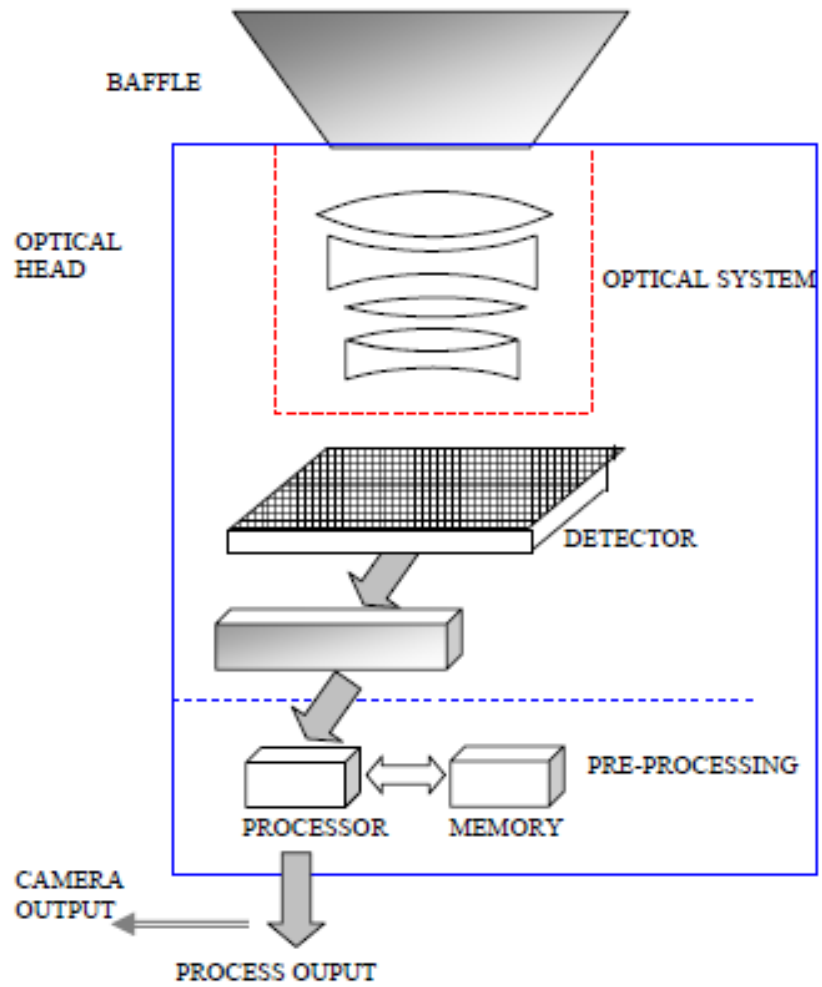 BAFFLE
OPTICAL
HEAD
OPTICAL SYSTEM
DETECTOR
PRE-PROCESSING
PROCESSOR
MEMORY
CAMERA
OUTPUT
PROCESS OUPUT